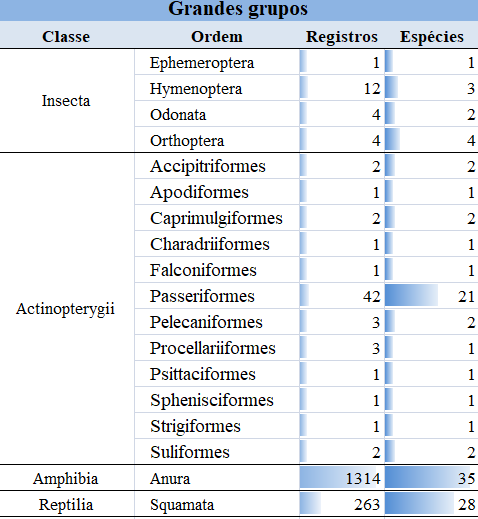 Grandes grupos
Classe Ordem Registros Espécies
Insecta
Ephemeroptera 1 1
Hymenoptera 12 3
Odonata 4 2
Orthoptera 4 4
Actinopterygii
Accipitriformes 2 2
Apodiformes 1 1
Caprimulgiformes 2 2
Charadriiformes 1 1
Falconiformes 1 1
Passeriformes 42 21
Pelecaniformes 3 2
Procellariiformes 3 1
Psittaciformes 1 1
Sphenisciformes 1 1
Strigiformes 1 1
Suliformes 2 2
Amphibia Anura 1314 35
Reptilia Squamata 263 28